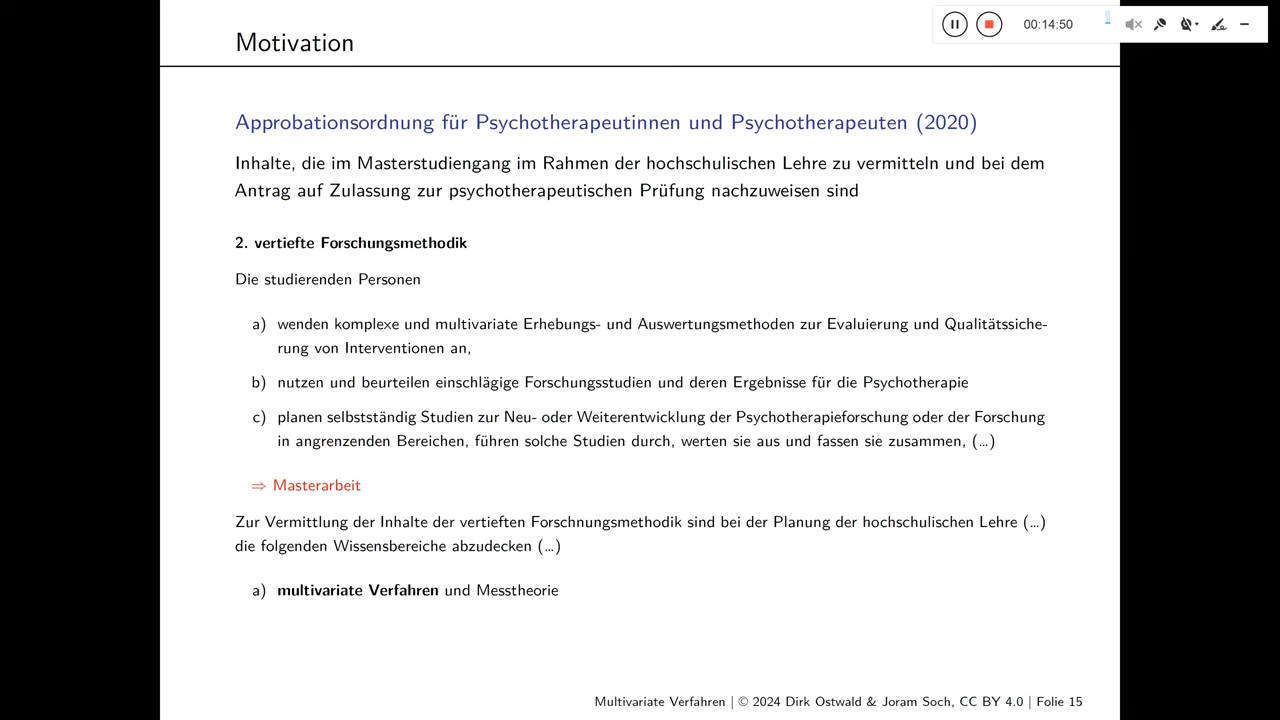 Motivation
00:14:50
Approbationsordnung für Psychotherapeutinnen und Psychotherapeuten (2020)
Inhalte, die im Masterstudiengang im Rahmen der hochschulischen Lehre zu vermitteln und bei dem
Antrag auf Zulassung zur psychotherapeutischen Prüfung nachzuweisen sind
2. vertiefte Forschungsmethodik
Die studierenden Personen
a) wenden komplexe und multivariate Erhebungs- und Auswertungsmethoden zur Evaluierung und Qualitätssiche-
rung von Interventionen an,
b) nutzen und beurteilen einschlägige Forschungsstudien und deren Ergebnisse für die Psychotherapie
c) planen selbstständig Studien zur Neu- oder Weiterentwicklung der Psychotherapieforschung oder der Forschung
in angrenzenden Bereichen, führen solche Studien durch, werten sie aus und fassen sie zusammen, (...)
⇒ Masterarbeit
Zur Vermittlung der Inhalte der vertieften Forschnungsmethodik sind bei der Planung der hochschulischen Lehre (...)
die folgenden Wissensbereiche abzudecken (...)
a) multivariate Verfahren und Messtheorie
Multivariate Verfahren | © 2024 Dirk Ostwald & Joram Soch, CC BY 4.0 | Folie 15